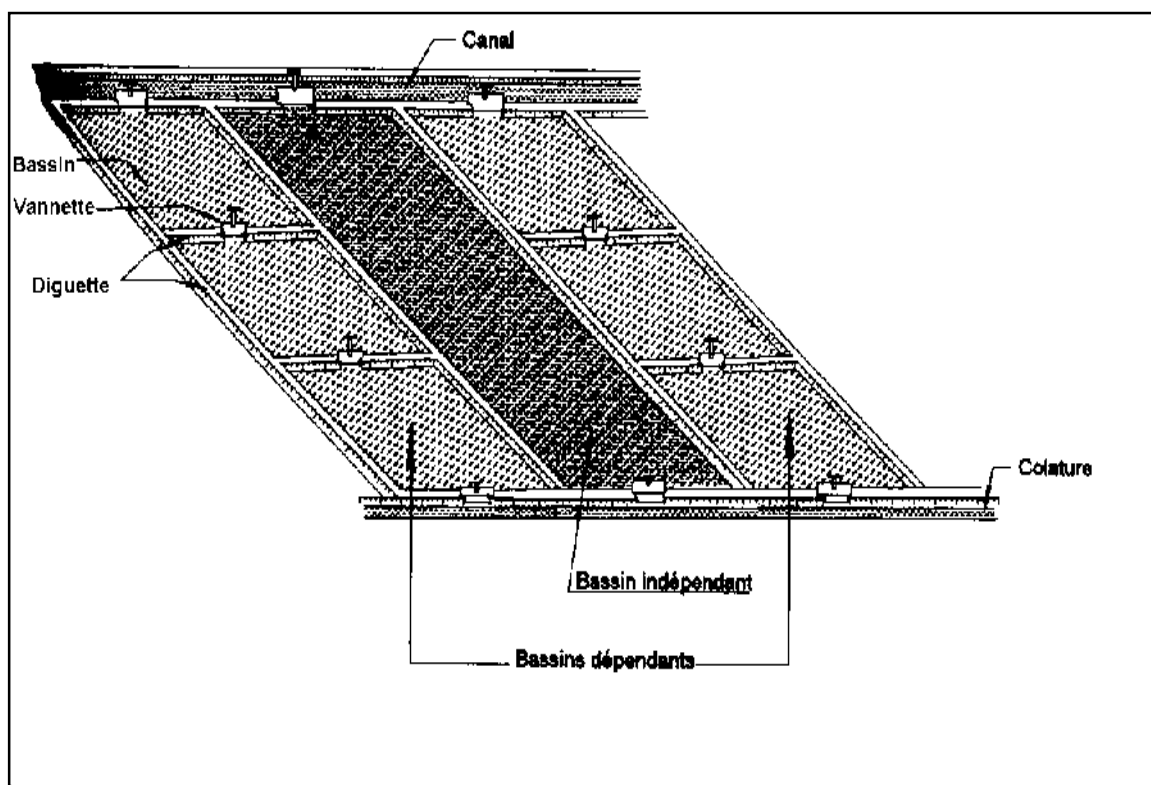 Canal
Bassin
Vannette
Diguette
Colature
Bassin indépendant
Bassins dépendants